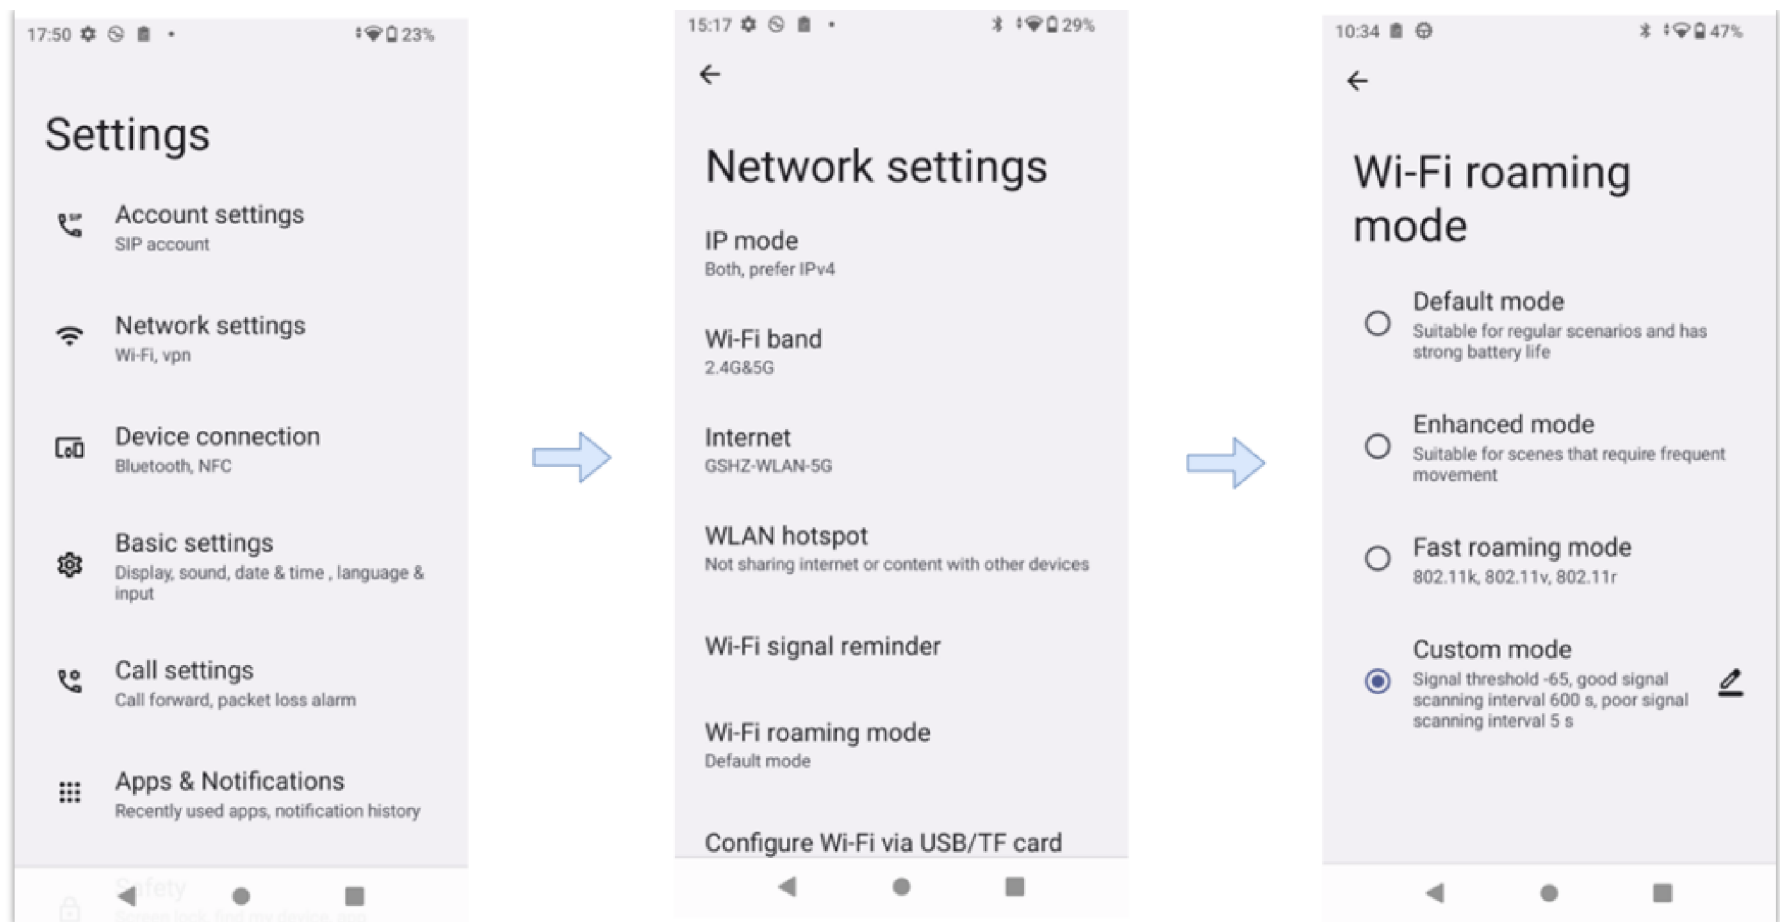 17:50
23%
Settings
Account settings
SIP account
Network settings
Wi-Fi, vpn
Device connection
Bluetooth, NFC
Basic settings
Display, sound, date & time , language &
input
Call settings
Call forward, packet loss alarm
Apps & Notifications
Recently used apps, notification history
Safety
Screen lock, find my device, app
15:17
29%
Network settings
IP mode
Both, prefer IPv4
Wi-Fi band
2.4G&5G
Internet
GSHZ-WLAN-5G
WLAN hotspot
Not sharing internet or content with other devices
Wi-Fi signal reminder
Wi-Fi roaming mode
Default mode
Configure Wi-Fi via USB/TF card
10:34
47%
Wi-Fi roaming
mode
Default mode
Suitable for regular scenarios and has
strong battery life
Enhanced mode
Suitable for scenes that require frequent
movement
Fast roaming mode
802.11k, 802.11v, 802.11r
Custom mode
Signal threshold -65, good signal
scanning interval 600 s, poor signal
scanning interval 5 s